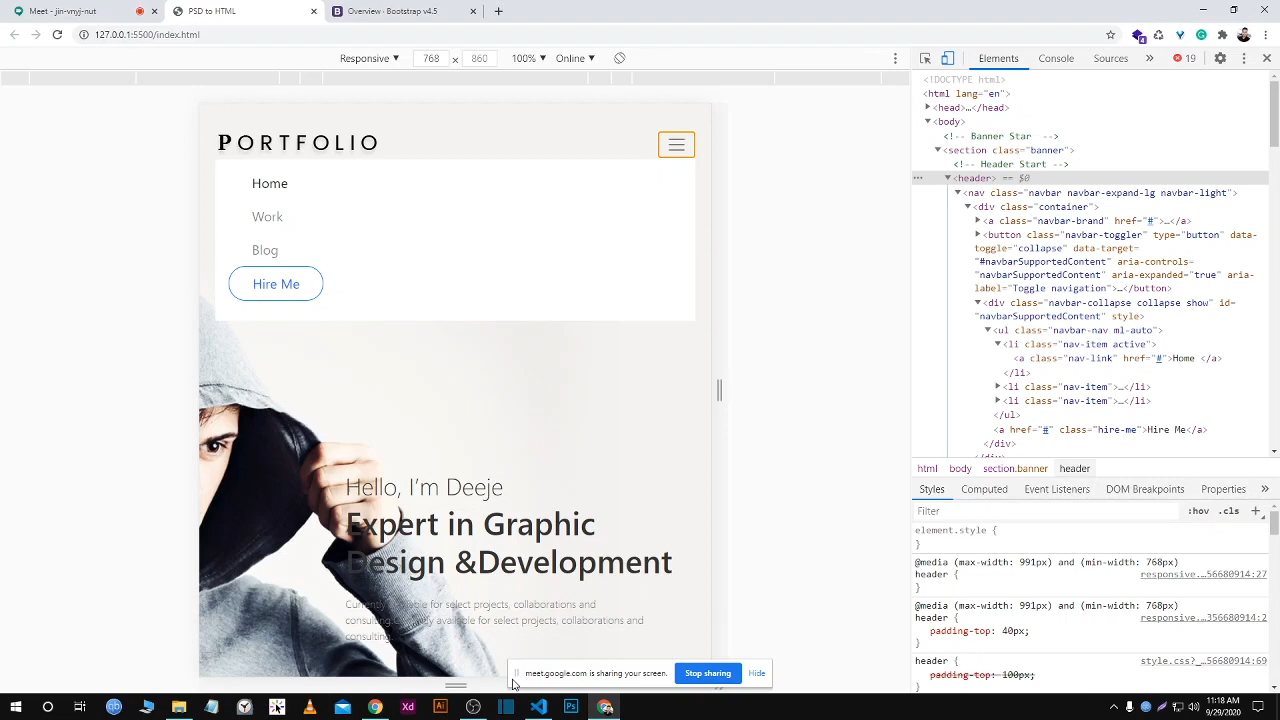 Meet - jin-vnyj-nut
PSD to HTML
Overview · Bootstrap v4.5
127.0.0.1:5500/index.html
Responsive ▼ 768 × 860 100% ▼ Online ▼
Elements Console Sources » 19
PORTFOLIO
Home
Work
Blog
Hire Me
Hello, I'm Deeje
Expert in Graphic
Design &Development
for select projects, collaborations and
available for select projects, collaborations and
consulting.
meet.google.com is sharing your screen. Stop sharing Hide
<!DOCTYPE html>
<html lang="en">
▶<head>…</head>
▼<body>
<!-- Banner Star -->
▼<section class="banner">
<!-- Header Start -->
··· ▼<header> == $0
▼<nav class="navbar navbar-expand-lg navbar-light">
▼<div class="container">
▶<a class="navbar-brand" href="#">…</a>
▶<button class="navbar-toggler" type="button" data-
toggle="collapse" data-target=
"#navbarSupportedContent" aria-controls=
"navbarSupportedContent" aria-expanded="true" aria-
label="Toggle navigation">…</button>
▼<div class="navbar-collapse collapse show" id=
"navbarSupportedContent" style>
▼<ul class="navbar-nav ml-auto">
▼<li class="nav-item active">
<a class="nav-link" href="#">Home </a>
</li>
▶<li class="nav-item">…</li>
▶<li class="nav-item">…</li>
</ul>
<a href="#" class="hire-me">Hire Me</a>
</div>
</div>
html body section.banner header
Styles Computed Event Listeners DOM Breakpoints Properties »
Filter :hov .cls +
element.style {
}
@media (max-width: 991px) and (min-width: 768px)
header { responsive.…56680914:27
}
@media (max-width: 991px) and (min-width: 768px)
header { responsive.…356680914:2
padding-top: 40px;
}
header { style.css?_…56680914:69
padding-top: 100px;
}
11:18 AM
9/29/2020